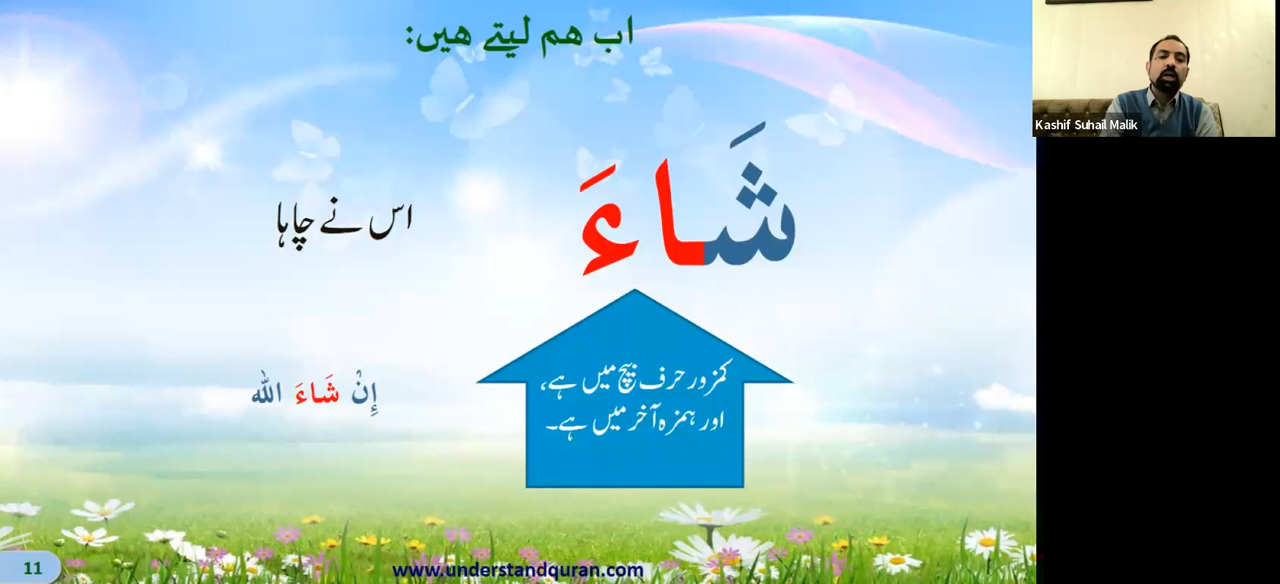 اب ہم لیتے ہیں:
شَاءَ
اس نے چاہا
کمزور حرف بیچ میں ہے،
اور ہمزہ آخر میں ہے۔
إِنْ شَاءَ الله
www.understandquran.com
11
Kashif Suhail Malik